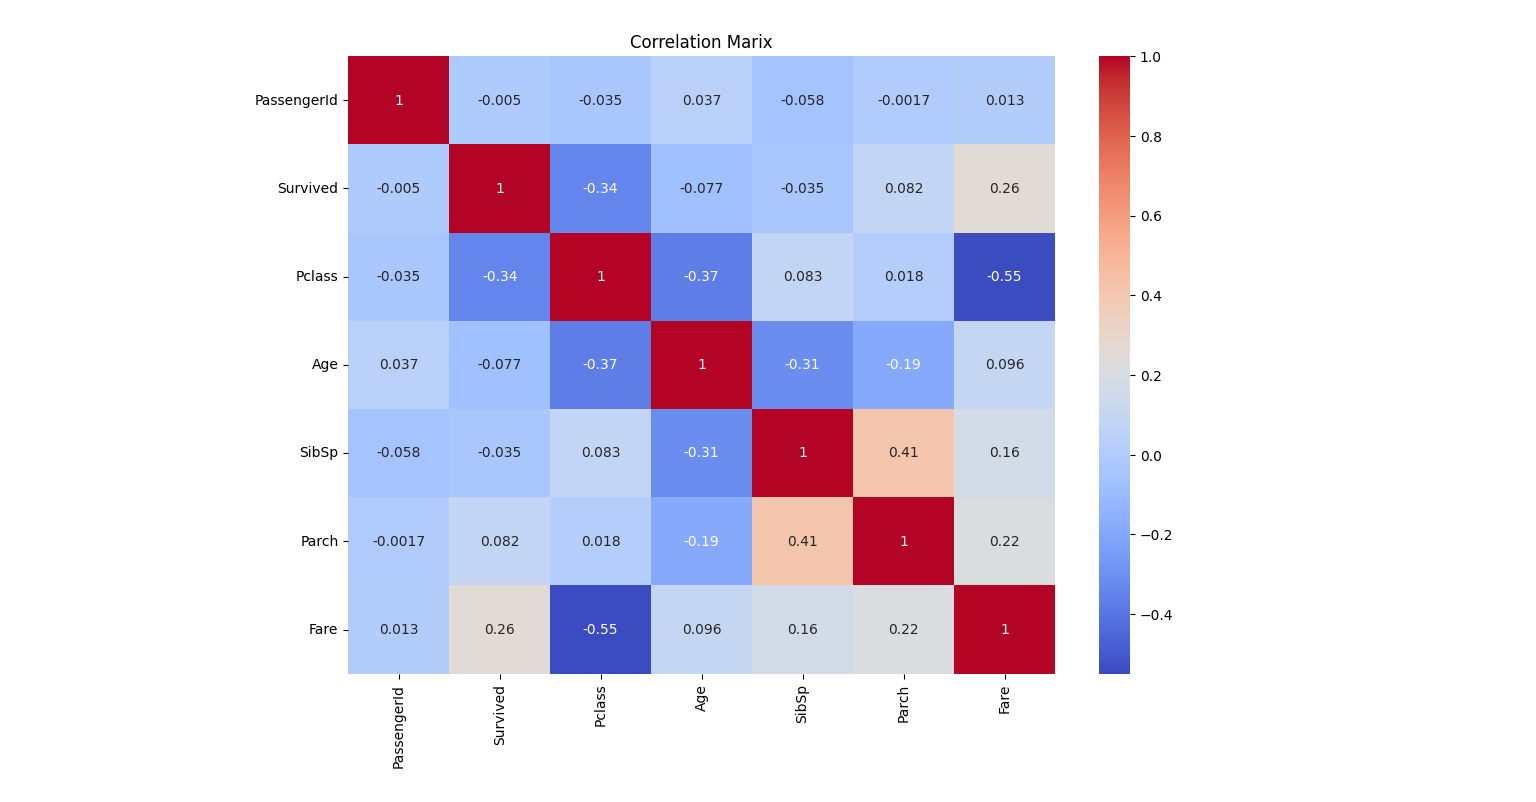 Correlation Marix
PassengerId 1 -0.005 -0.035 0.037 -0.058 -0.0017 0.013
Survived -0.005 1 -0.34 -0.077 -0.035 0.082 0.26
Pclass -0.035 -0.34 1 -0.37 0.083 0.018 -0.55
Age 0.037 -0.077 -0.37 1 -0.31 -0.19 0.096
SibSp -0.058 -0.035 0.083 -0.31 1 0.41 0.16
Parch -0.0017 0.082 0.018 -0.19 0.41 1 0.22
Fare 0.013 0.26 -0.55 0.096 0.16 0.22 1
PassengerId Survived Pclass Age SibSp Parch Fare
1.0
0.8
0.6
0.4
0.2
0.0
−0.2
−0.4